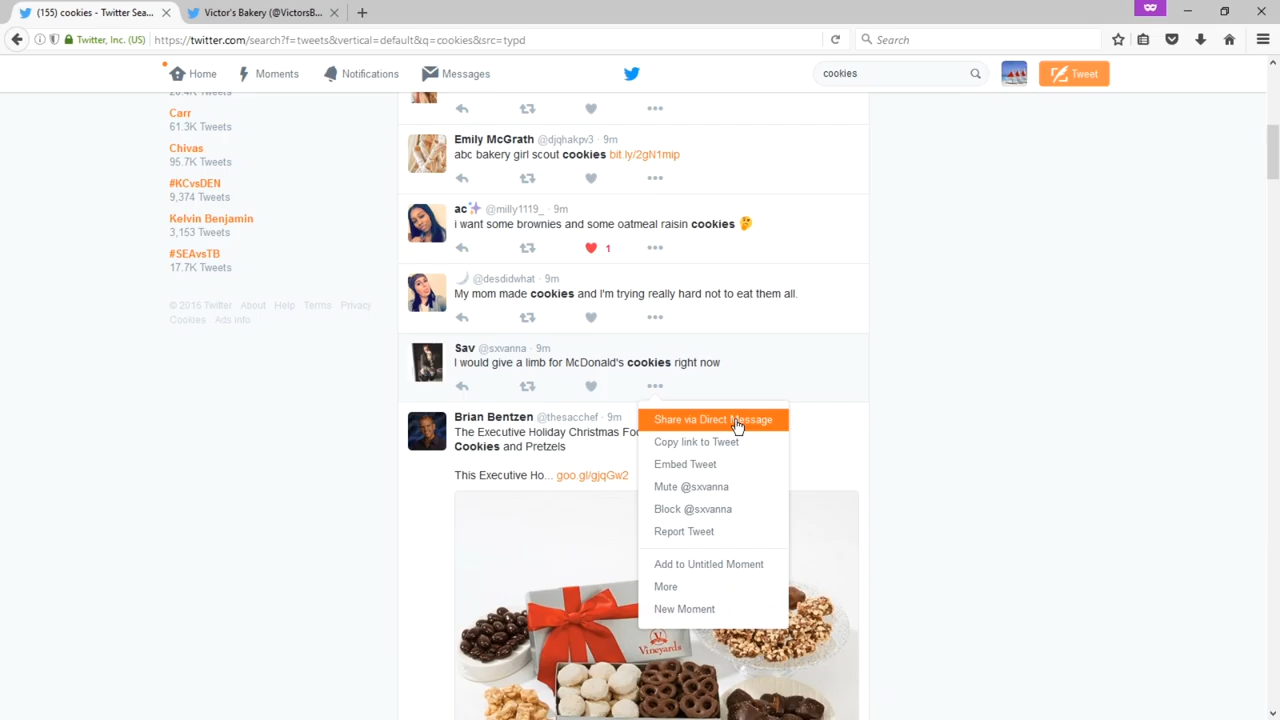 (155) cookies - Twitter Sea...
Victor's Bakery (@VictorsB...
Twitter, Inc. (US)
https://twitter.com/search?f=tweets&vertical=default&q=cookies&src=typd
Search
Home
Moments
Notifications
Messages
cookies
Tweet
Carr
61.3K Tweets
Chivas
95.7K Tweets
#KCvsDEN
9,374 Tweets
Kelvin Benjamin
3,153 Tweets
#SEAvsTB
17.7K Tweets
© 2016 Twitter About Help Terms Privacy
Cookies Ads info
Emily McGrath @djqhakpv3 · 9m
abc bakery girl scout cookies bit.ly/2gN1mip
ac✨ @milly1119_ · 9m
i want some brownies and some oatmeal raisin cookies 🤔
1
🌙 @desdidwhat · 9m
My mom made cookies and I'm trying really hard not to eat them all.
Sav @sxvanna · 9m
I would give a limb for McDonald's cookies right now
Brian Bentzen @thesacchef · 9m
The Executive Holiday Christmas Fo
Cookies and Pretzels
This Executive Ho... goo.gl/gjqGw2
Share via Direct Message
Copy link to Tweet
Embed Tweet
Mute @sxvanna
Block @sxvanna
Report Tweet
Add to Untitled Moment
More
New Moment
Vineyards